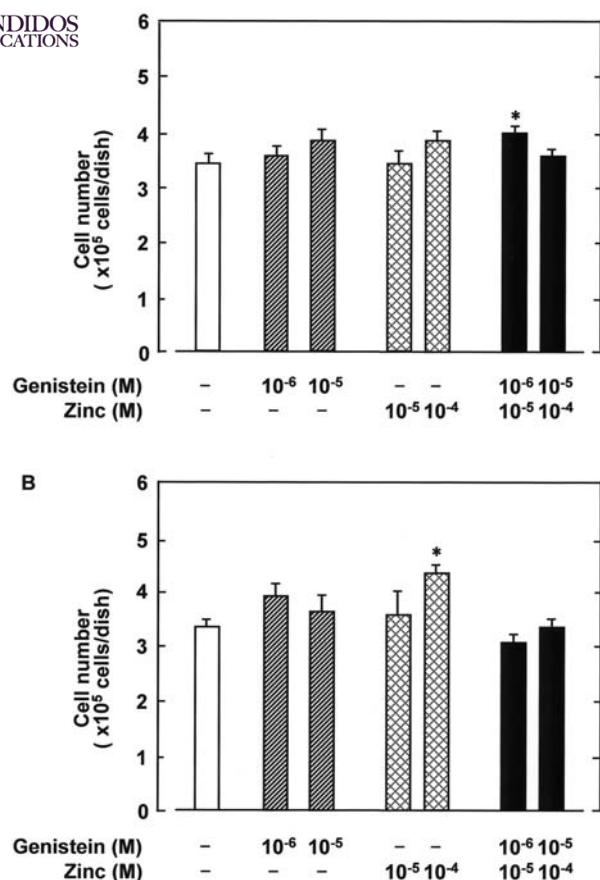 NDIDOS
CATIONS
6
5
4
3
2
1
0
Cell number
( x10⁵ cells/dish)
*
Genistein (M) – 10⁻⁶ 10⁻⁵ – – 10⁻⁶ 10⁻⁵
Zinc (M) – – – 10⁻⁵ 10⁻⁴ 10⁻⁵ 10⁻⁴
B
6
5
4
3
2
1
0
Cell number
( x10⁵ cells/dish)
*
Genistein (M) – 10⁻⁶ 10⁻⁵ – – 10⁻⁶ 10⁻⁵
Zinc (M) – – – 10⁻⁵ 10⁻⁴ 10⁻⁵ 10⁻⁴